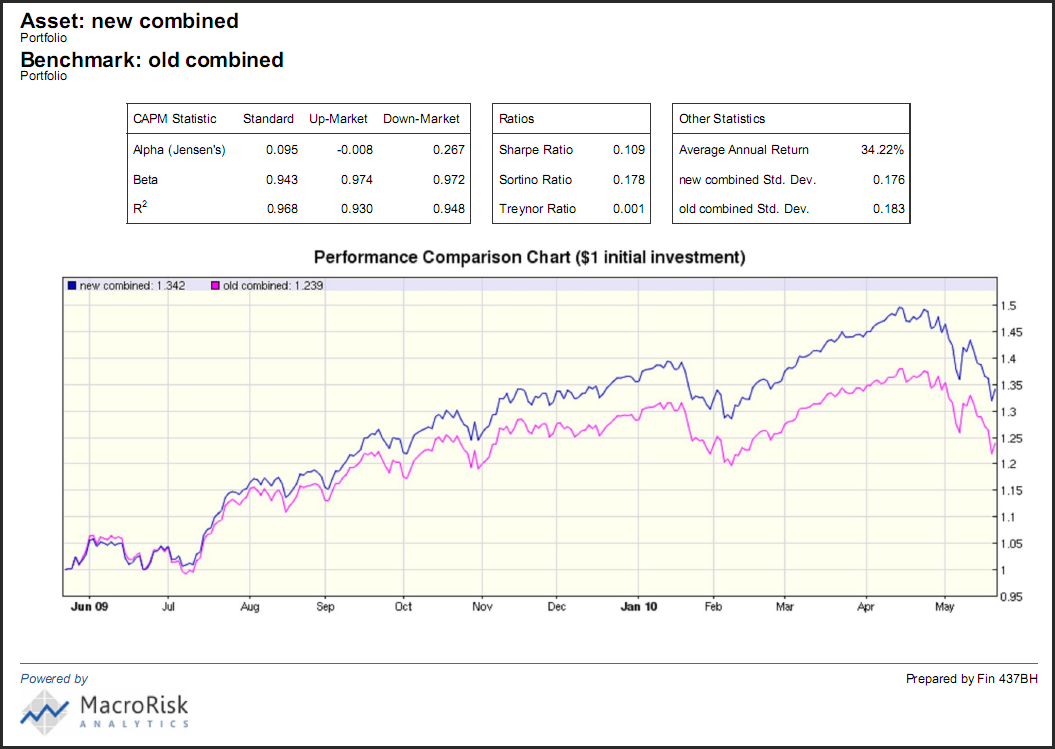 Asset: new combined
Portfolio
Benchmark: old combined
Portfolio
CAPM Statistic Standard Up-Market Down-Market
Alpha (Jensen's) 0.095 -0.008 0.267
Beta 0.943 0.974 0.972
R² 0.968 0.930 0.948
Ratios
Sharpe Ratio 0.109
Sortino Ratio 0.178
Treynor Ratio 0.001
Other Statistics
Average Annual Return 34.22%
new combined Std. Dev. 0.176
old combined Std. Dev. 0.183
Performance Comparison Chart ($1 initial investment)
new combined: 1.342 old combined: 1.239
1.5
1.45
1.4
1.35
1.3
1.25
1.2
1.15
1.1
1.05
1
0.95
Jun 09 Jul Aug Sep Oct Nov Dec Jan 10 Feb Mar Apr May
Powered by
MacroRisk
ANALYTICS
Prepared by Fin 437BH